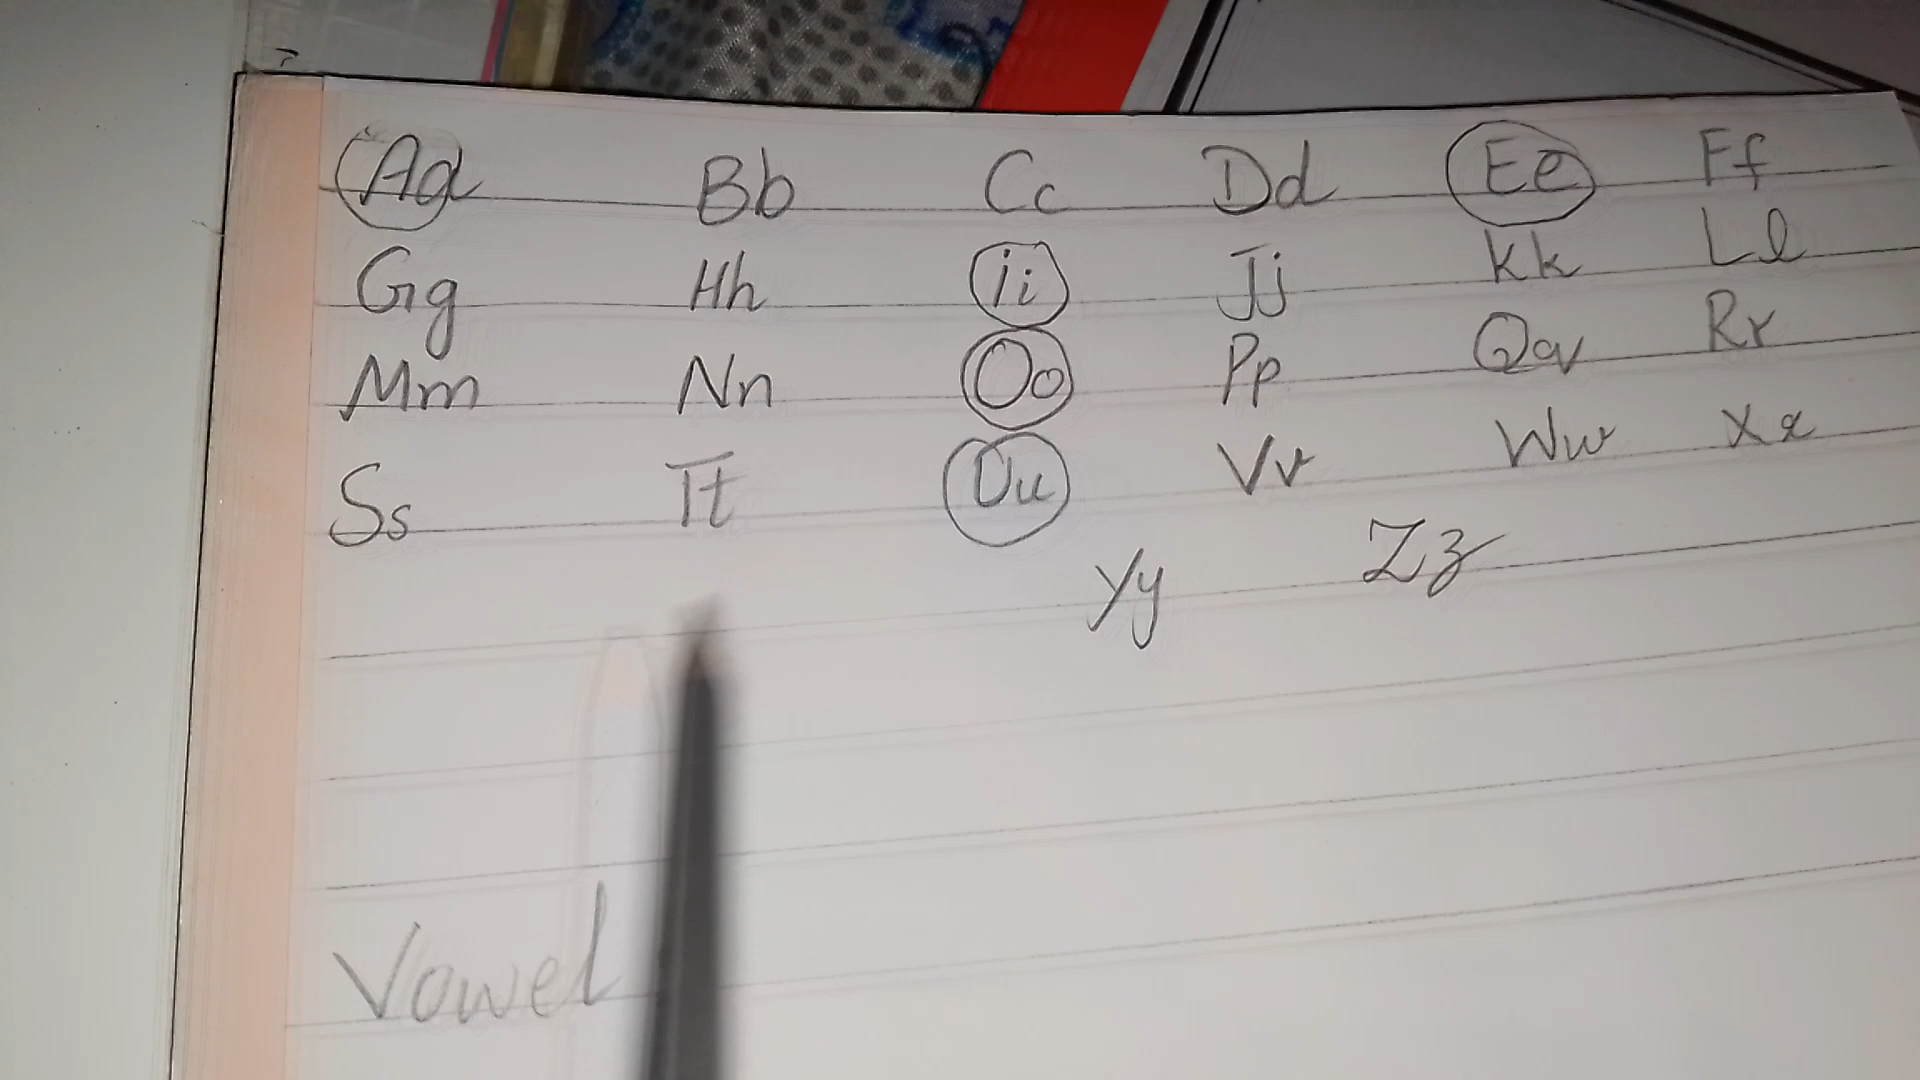 Aa Bb Cc Dd Ee Ff
Gg Hh Ii Jj Kk Ll
Mm Nn Oo Pp Qq Rr
Ss Tt Uu Vv Ww Xx
Yy Zz
Vowel